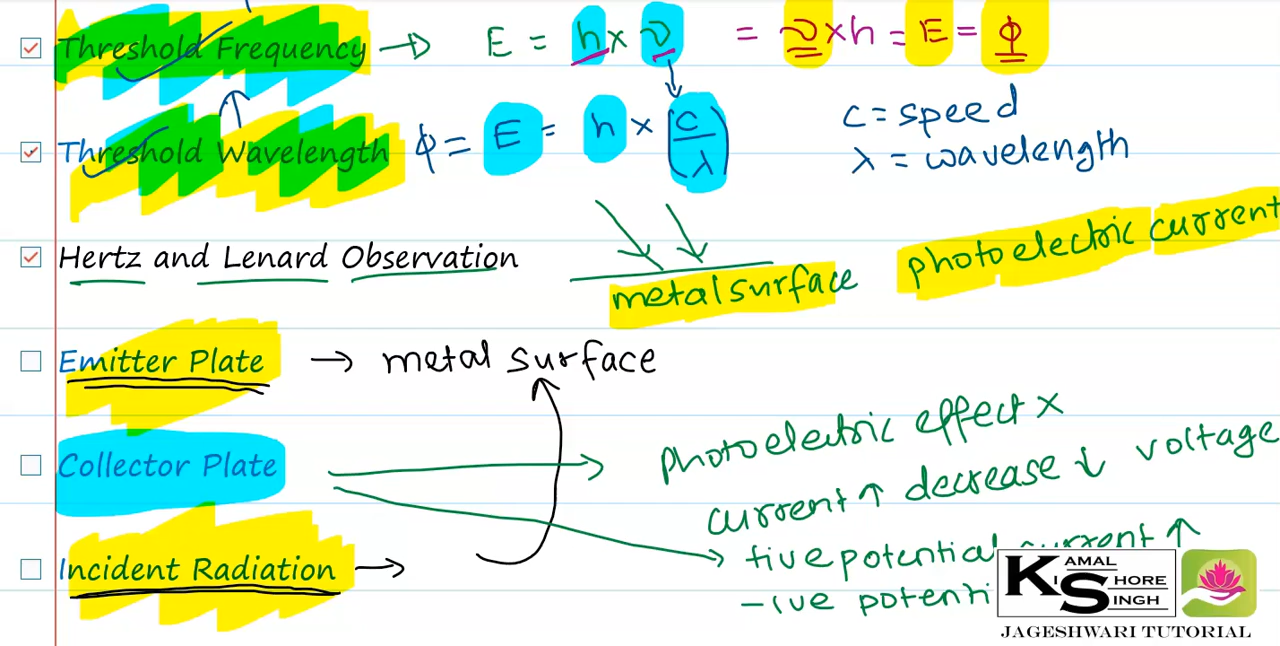 Threshold Frequency → E = h × ν = ν × h = E = φ
Threshold Wavelength φ = E = h × (c/λ)
c = speed
λ = wavelength
Hertz and Lenard Observation
metal surface
photoelectric current
Emitter Plate → metal surface
Collector Plate → photoelectric effect ×
current ↑ decrease ↓ voltage
Incident Radiation →
→ +ive potential current ↑
-ive potenti
KAMAL
KISHORE
SINGH
JAGESHWARI TUTORIAL